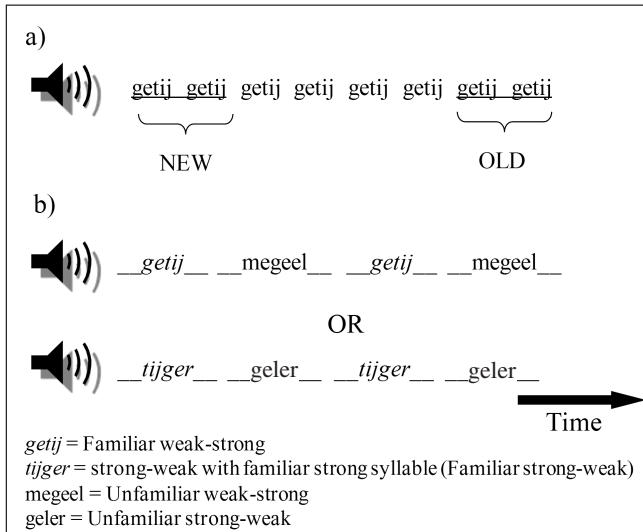 a)
getij getij getij getij getij getij getij getij
NEW OLD
b)
__getij__ __megeel__ __getij__ __megeel__
OR
__tijger__ __geler__ __tijger__ __geler__
Time
getij = Familiar weak-strong
tijger = strong-weak with familiar strong syllable (Familiar strong-weak)
megeel = Unfamiliar weak-strong
geler = Unfamiliar strong-weak